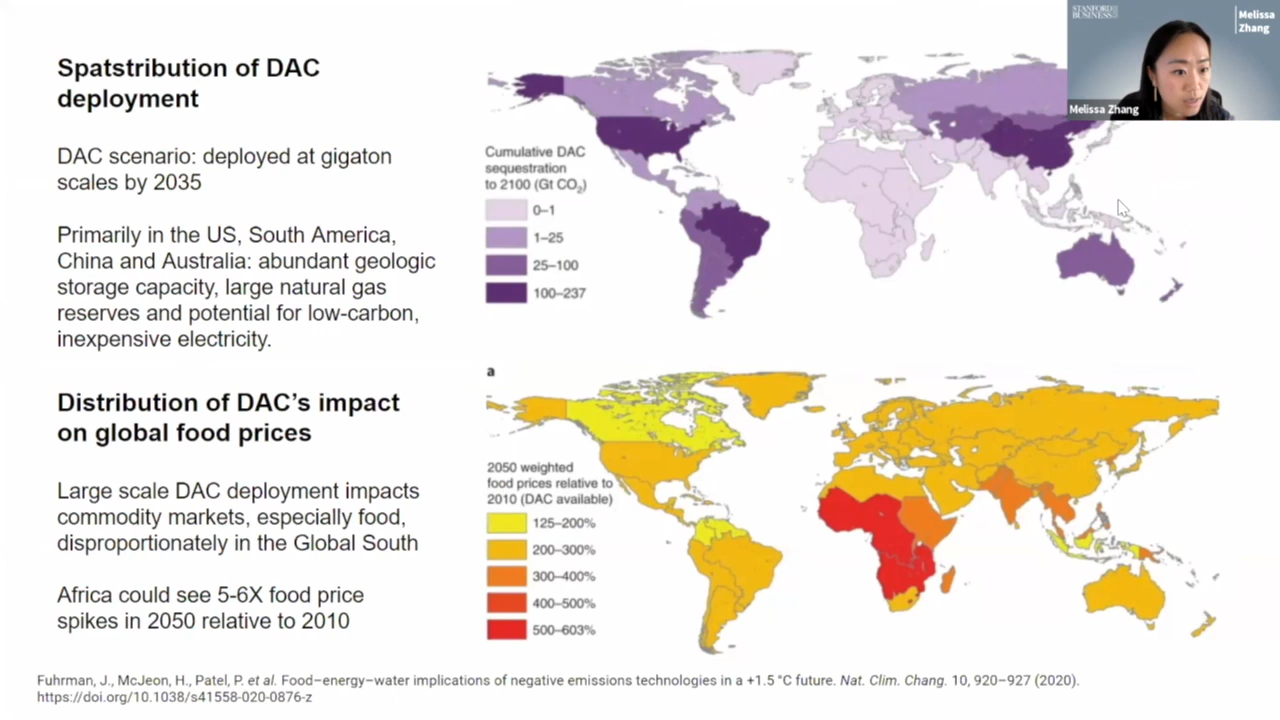 Spatstribution of DAC
deployment
DAC scenario: deployed at gigaton
scales by 2035
Primarily in the US, South America,
China and Australia: abundant geologic
storage capacity, large natural gas
reserves and potential for low-carbon,
inexpensive electricity.
Cumulative DAC
sequestration
to 2100 (Gt CO₂)
0–1
1–25
25–100
100–237
STANFORD
BUSINESS
Melissa
Zhang
Melissa Zhang
Distribution of DAC’s impact
on global food prices
Large scale DAC deployment impacts
commodity markets, especially food,
disproportionately in the Global South
Africa could see 5-6X food price
spikes in 2050 relative to 2010
a
2050 weighted
food prices relative to
2010 (DAC available)
125–200%
200–300%
300–400%
400–500%
500–603%
Fuhrman, J., McJeon, H., Patel, P. et al. Food–energy–water implications of negative emissions technologies in a +1.5 °C future. Nat. Clim. Chang. 10, 920–927 (2020).
https://doi.org/10.1038/s41558-020-0876-z